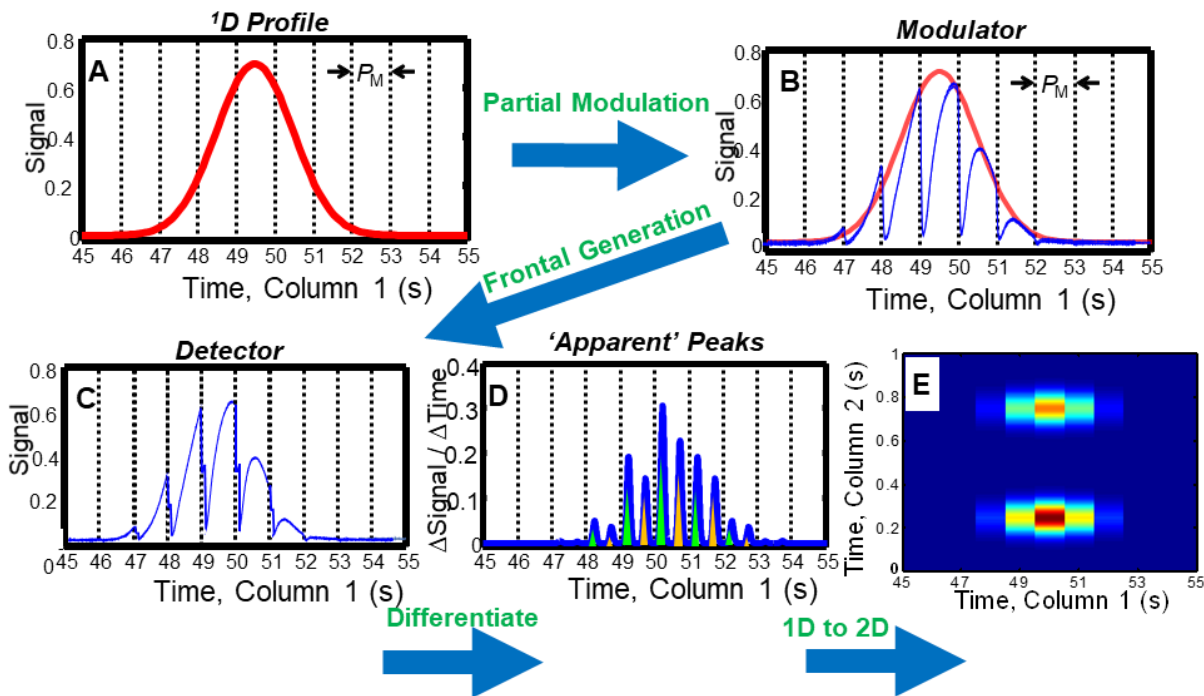 ¹D Profile
0.8
0.6
0.4
0.2
0
Signal
A
P_M
45 46 47 48 49 50 51 52 53 54 55
Time, Column 1 (s)
Partial Modulation
Modulator
0.8
0.6
0.4
0.2
0
Signal
B
P_M
45 46 47 48 49 50 51 52 53 54 55
Time, Column 1 (s)
Frontal Generation
Detector
0.8
0.6
0.4
0.2
0
Signal
C
45 46 47 48 49 50 51 52 53 54 55
Time, Column 1 (s)
'Apparent' Peaks
0.4
0.3
0.2
0.1
0
ΔSignal / ΔTime
D
45 46 47 48 49 50 51 52 53 54 55
Time, Column 1 (s)
1
0.8
0.6
0.4
0.2
0
Time, Column 2 (s)
E
45 47 49 51 53 55
Time, Column 1 (s)
Differentiate
1D to 2D